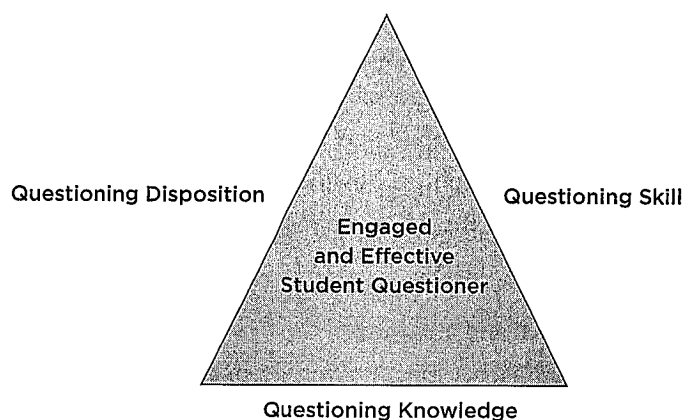 Questioning Disposition
Questioning Skill
Engaged
and Effective
Student Questioner
Questioning Knowledge